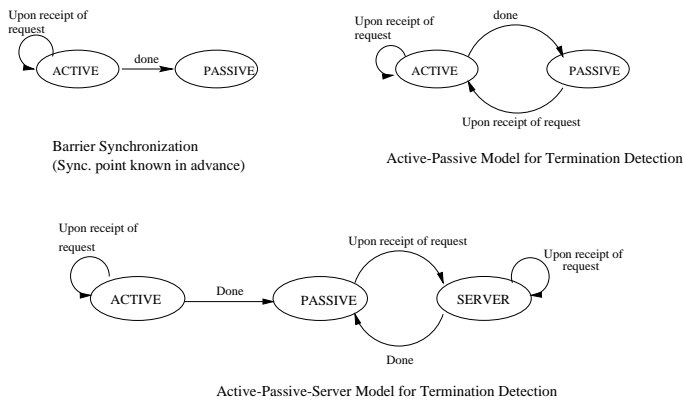 Upon receipt of
request
done
ACTIVE
PASSIVE
Barrier Synchronization
(Sync. point known in advance)
Upon receipt of
request
done
ACTIVE
PASSIVE
Upon receipt of request
Active-Passive Model for Termination Detection
Upon receipt of
request
Done
ACTIVE
PASSIVE
Upon receipt of request
SERVER
Upon receipt of
request
Done
Active-Passive-Server Model for Termination Detection